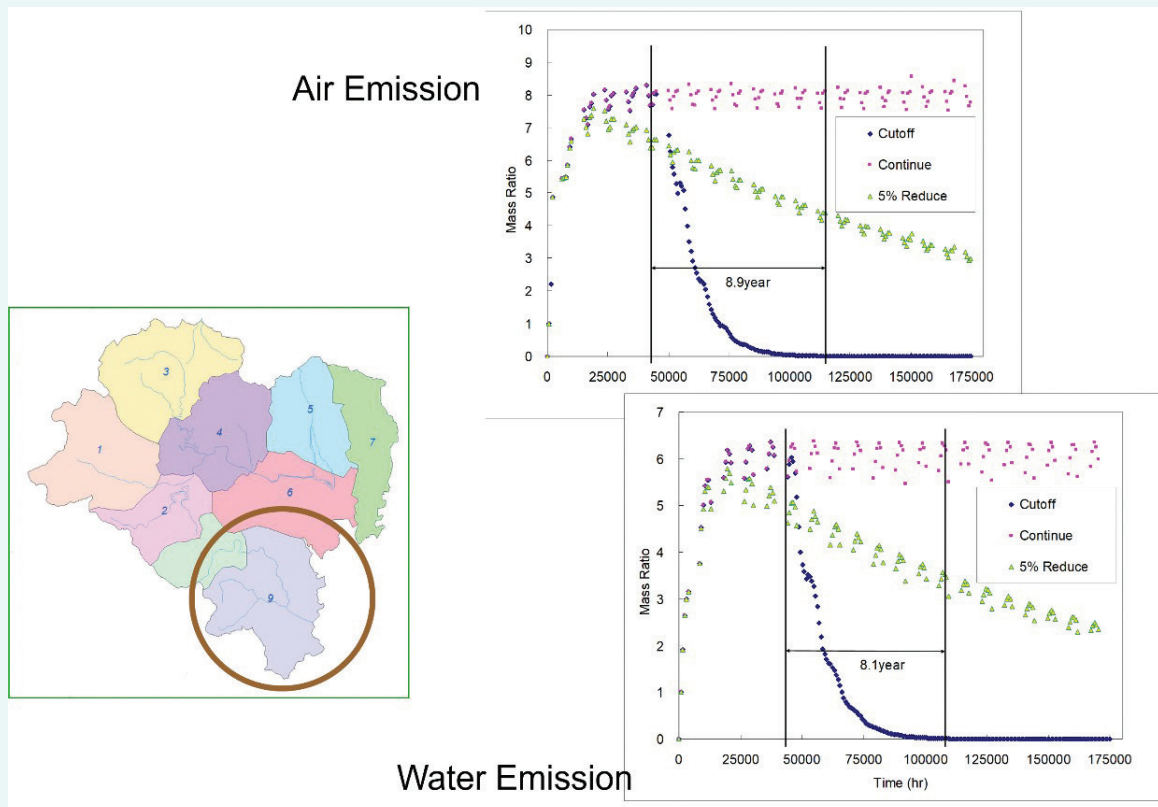 Air Emission
10
9
8
7
6
5
4
3
2
1
0
Mass Ratio
Cutoff
Continue
5% Reduce
8.9year
0 25000 50000 75000 100000 125000 150000 175000
3
5
4
7
1
6
2
9
7
6
5
4
3
2
1
0
Mass Ratio
Cutoff
Continue
5% Reduce
8.1year
0 25000 50000 75000 100000 125000 150000 175000
Time (hr)
Water Emission